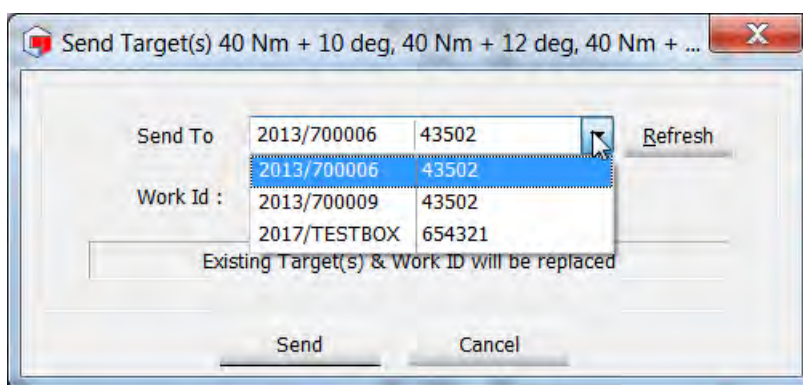 Send Target(s) 40 Nm + 10 deg, 40 Nm + 12 deg, 40 Nm + ...
X
Send To 2013/700006 43502 Refresh
2013/700006 43502
Work Id : 2013/700009 43502
2017/TESTBOX 654321
Existing Target(s) & Work ID will be replaced
Send Cancel